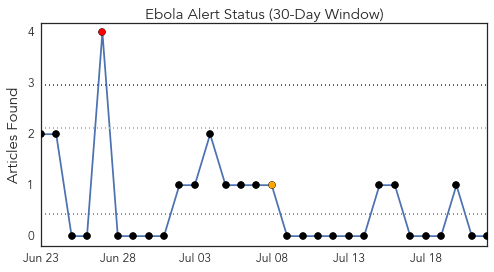 Ebola Alert Status (30-Day Window)
Articles Found
4
3
2
1
0
Jun 23
Jun 28
Jul 03
Jul 08
Jul 13
Jul 18